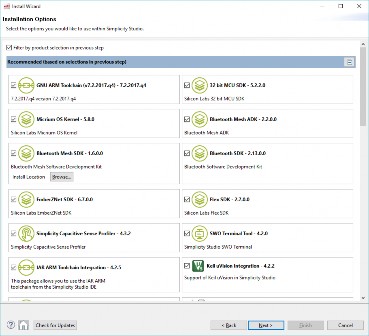 Install Wizard
Installation Options
Select the options you would like to use within Simplicity Studio.
Filter by product selection in previous step
Recommended (based on selections in previous step)
GNU ARM Toolchain (v7.2.2017.q4) - 7.2.2017.q4
7.2.2017.q4 version 7.2.2017.q4
32 bit MCU SDK - 5.2.2.0
Silicon Labs 32 bit MCU SDK
Micrium OS Kernel - 5.8.0
Silicon Labs Micrium OS Kernel
Bluetooth Mesh ADK - 2.2.0.0
Bluetooth Mesh ADK
Bluetooth Mesh SDK - 1.6.0.0
Bluetooth Mesh Software Development Kit
Install Location
Browse...
Bluetooth SDK - 2.13.0.0
Bluetooth Software Development Kit
EmberZNet SDK - 6.7.0.0
Silicon Labs EmberZNet SDK
Flex SDK - 2.7.0.0
Silicon Labs Flex SDK
Simplicity Capacitive Sense Profiler - 4.3.2
Simplicity Capacitive Sense Profiler
SWO Terminal Tool - 4.2.0
Simplicity Studio SWO Terminal
IAR ARM Toolchain Integration - 4.2.5
This package allows you to use the IAR ARM
toolchain from the Simplicity Studio IDE.
Keil uVision Integration - 4.2.2
Support of Keil uVision in Simplicity Studio
Check for Updates
< Back
Next >
Finish
Cancel